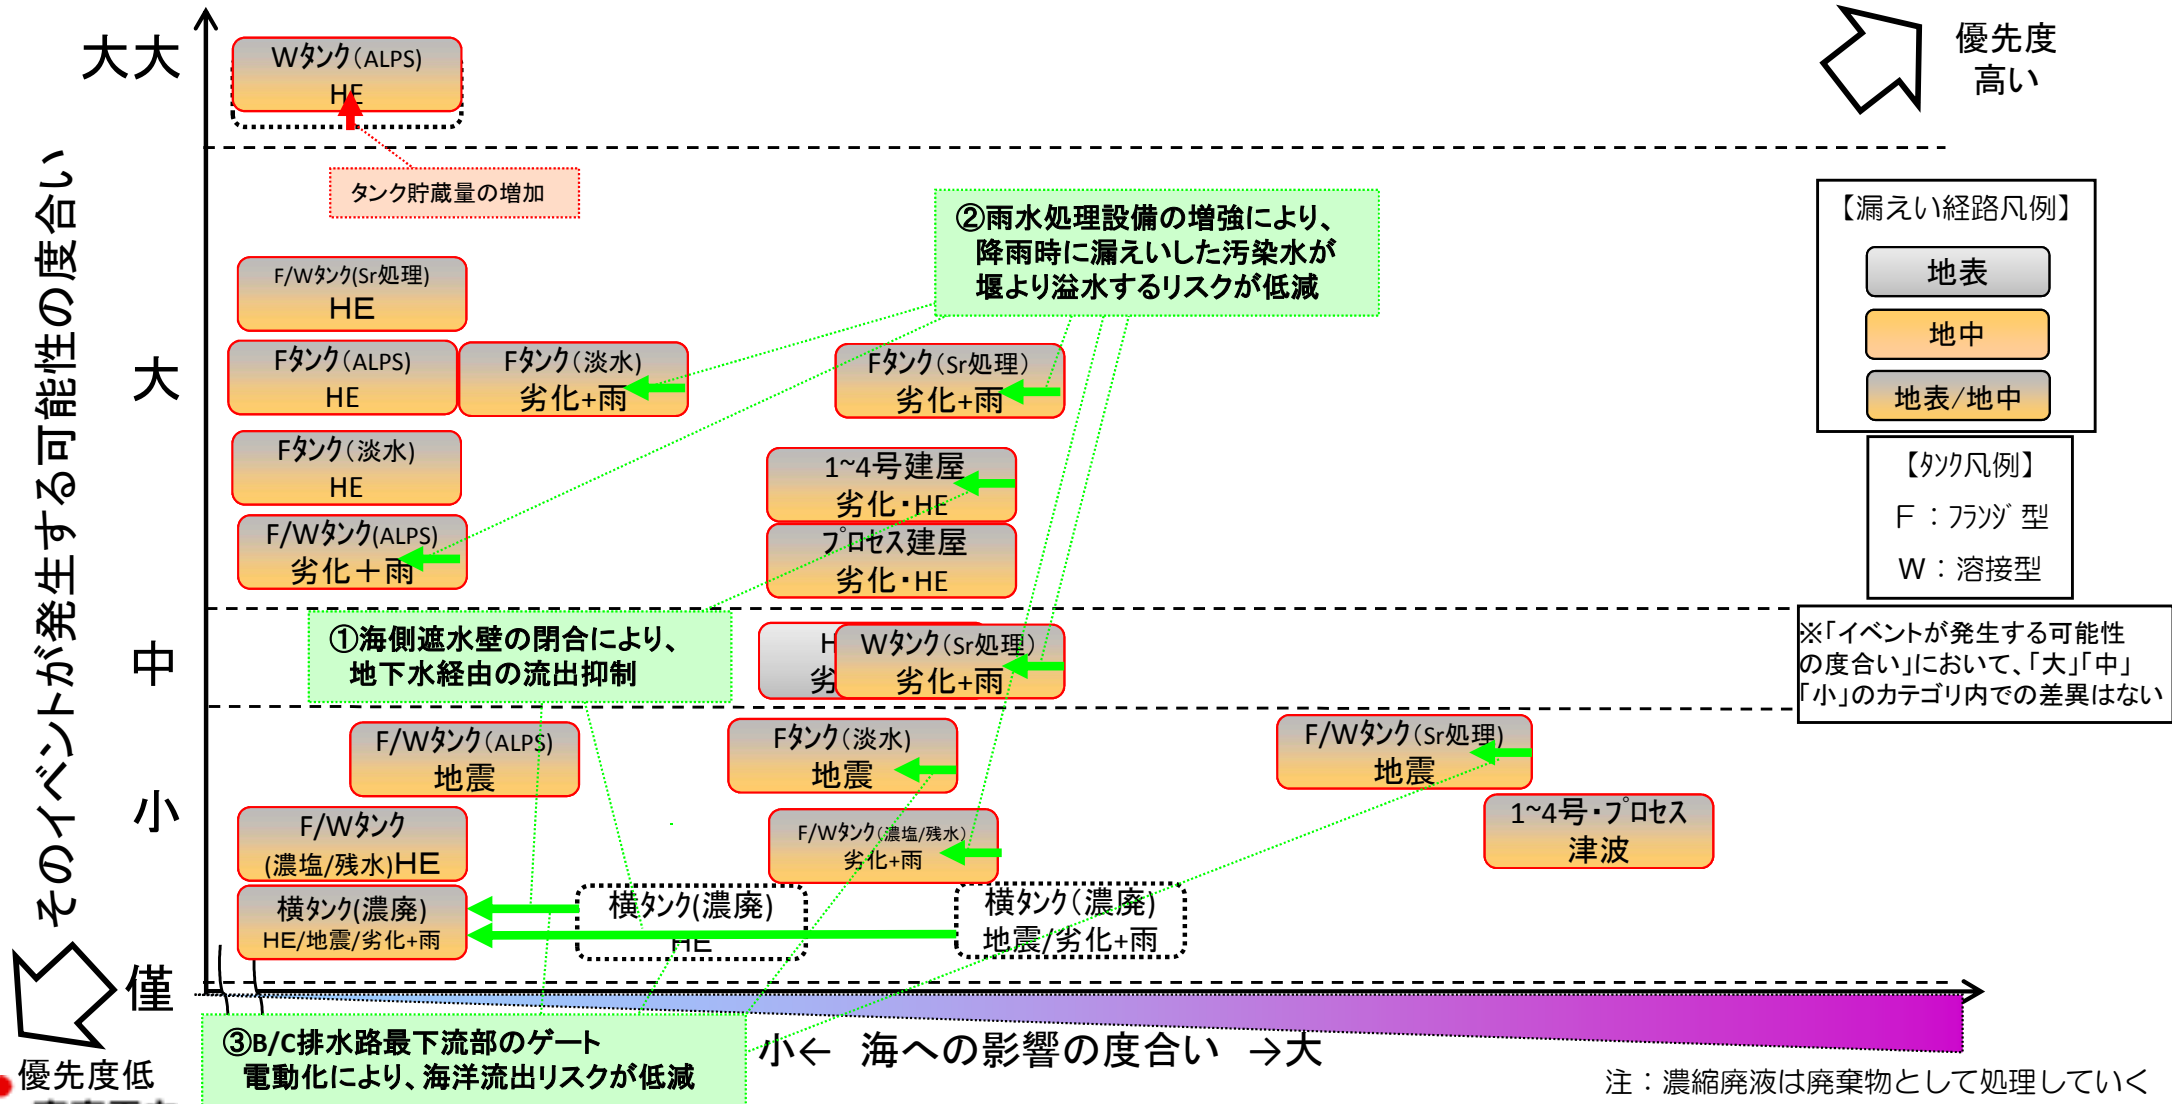 そのイベントが発生する可能性の度合い
大大
大
中
小
僅
Wタンク(ALPS)
HE
タンク貯蔵量の増加
優先度
高い
②雨水処理設備の増強により、
降雨時に漏えいした汚染水が
堰より溢水するリスクが低減
F/Wタンク(Sr処理)
HE
Fタンク(ALPS)
HE
Fタンク(淡水)
劣化+雨
Fタンク(Sr処理)
劣化+雨
Fタンク(淡水)
HE
1~4号建屋
劣化・HE
F/Wタンク(ALPS)
劣化＋雨
プロセス建屋
劣化・HE
【漏えい経路凡例】
地表
地中
地表/地中
【タンク凡例】
F：フランジ型
W：溶接型
①海側遮水壁の閉合により、
地下水経由の流出抑制
H
劣
Wタンク(Sr処理)
劣化+雨
※「イベントが発生する可能性
の度合い」において、「大」「中」
「小」のカテゴリ内での差異はない
F/Wタンク(ALPS)
地震
Fタンク(淡水)
地震
F/Wタンク(Sr処理)
地震
F/Wタンク
(濃塩/残水)HE
F/Wタンク(濃塩/残水)
劣化+雨
1~4号・プロセス
津波
横タンク(濃廃)
HE/地震/劣化+雨
横タンク(濃廃)
HE
横タンク(濃廃)
地震/劣化+雨
③B/C排水路最下流部のゲート
電動化により、海洋流出リスクが低減
小← 海への影響の度合い →大
優先度低
注：濃縮廃液は廃棄物として処理していく